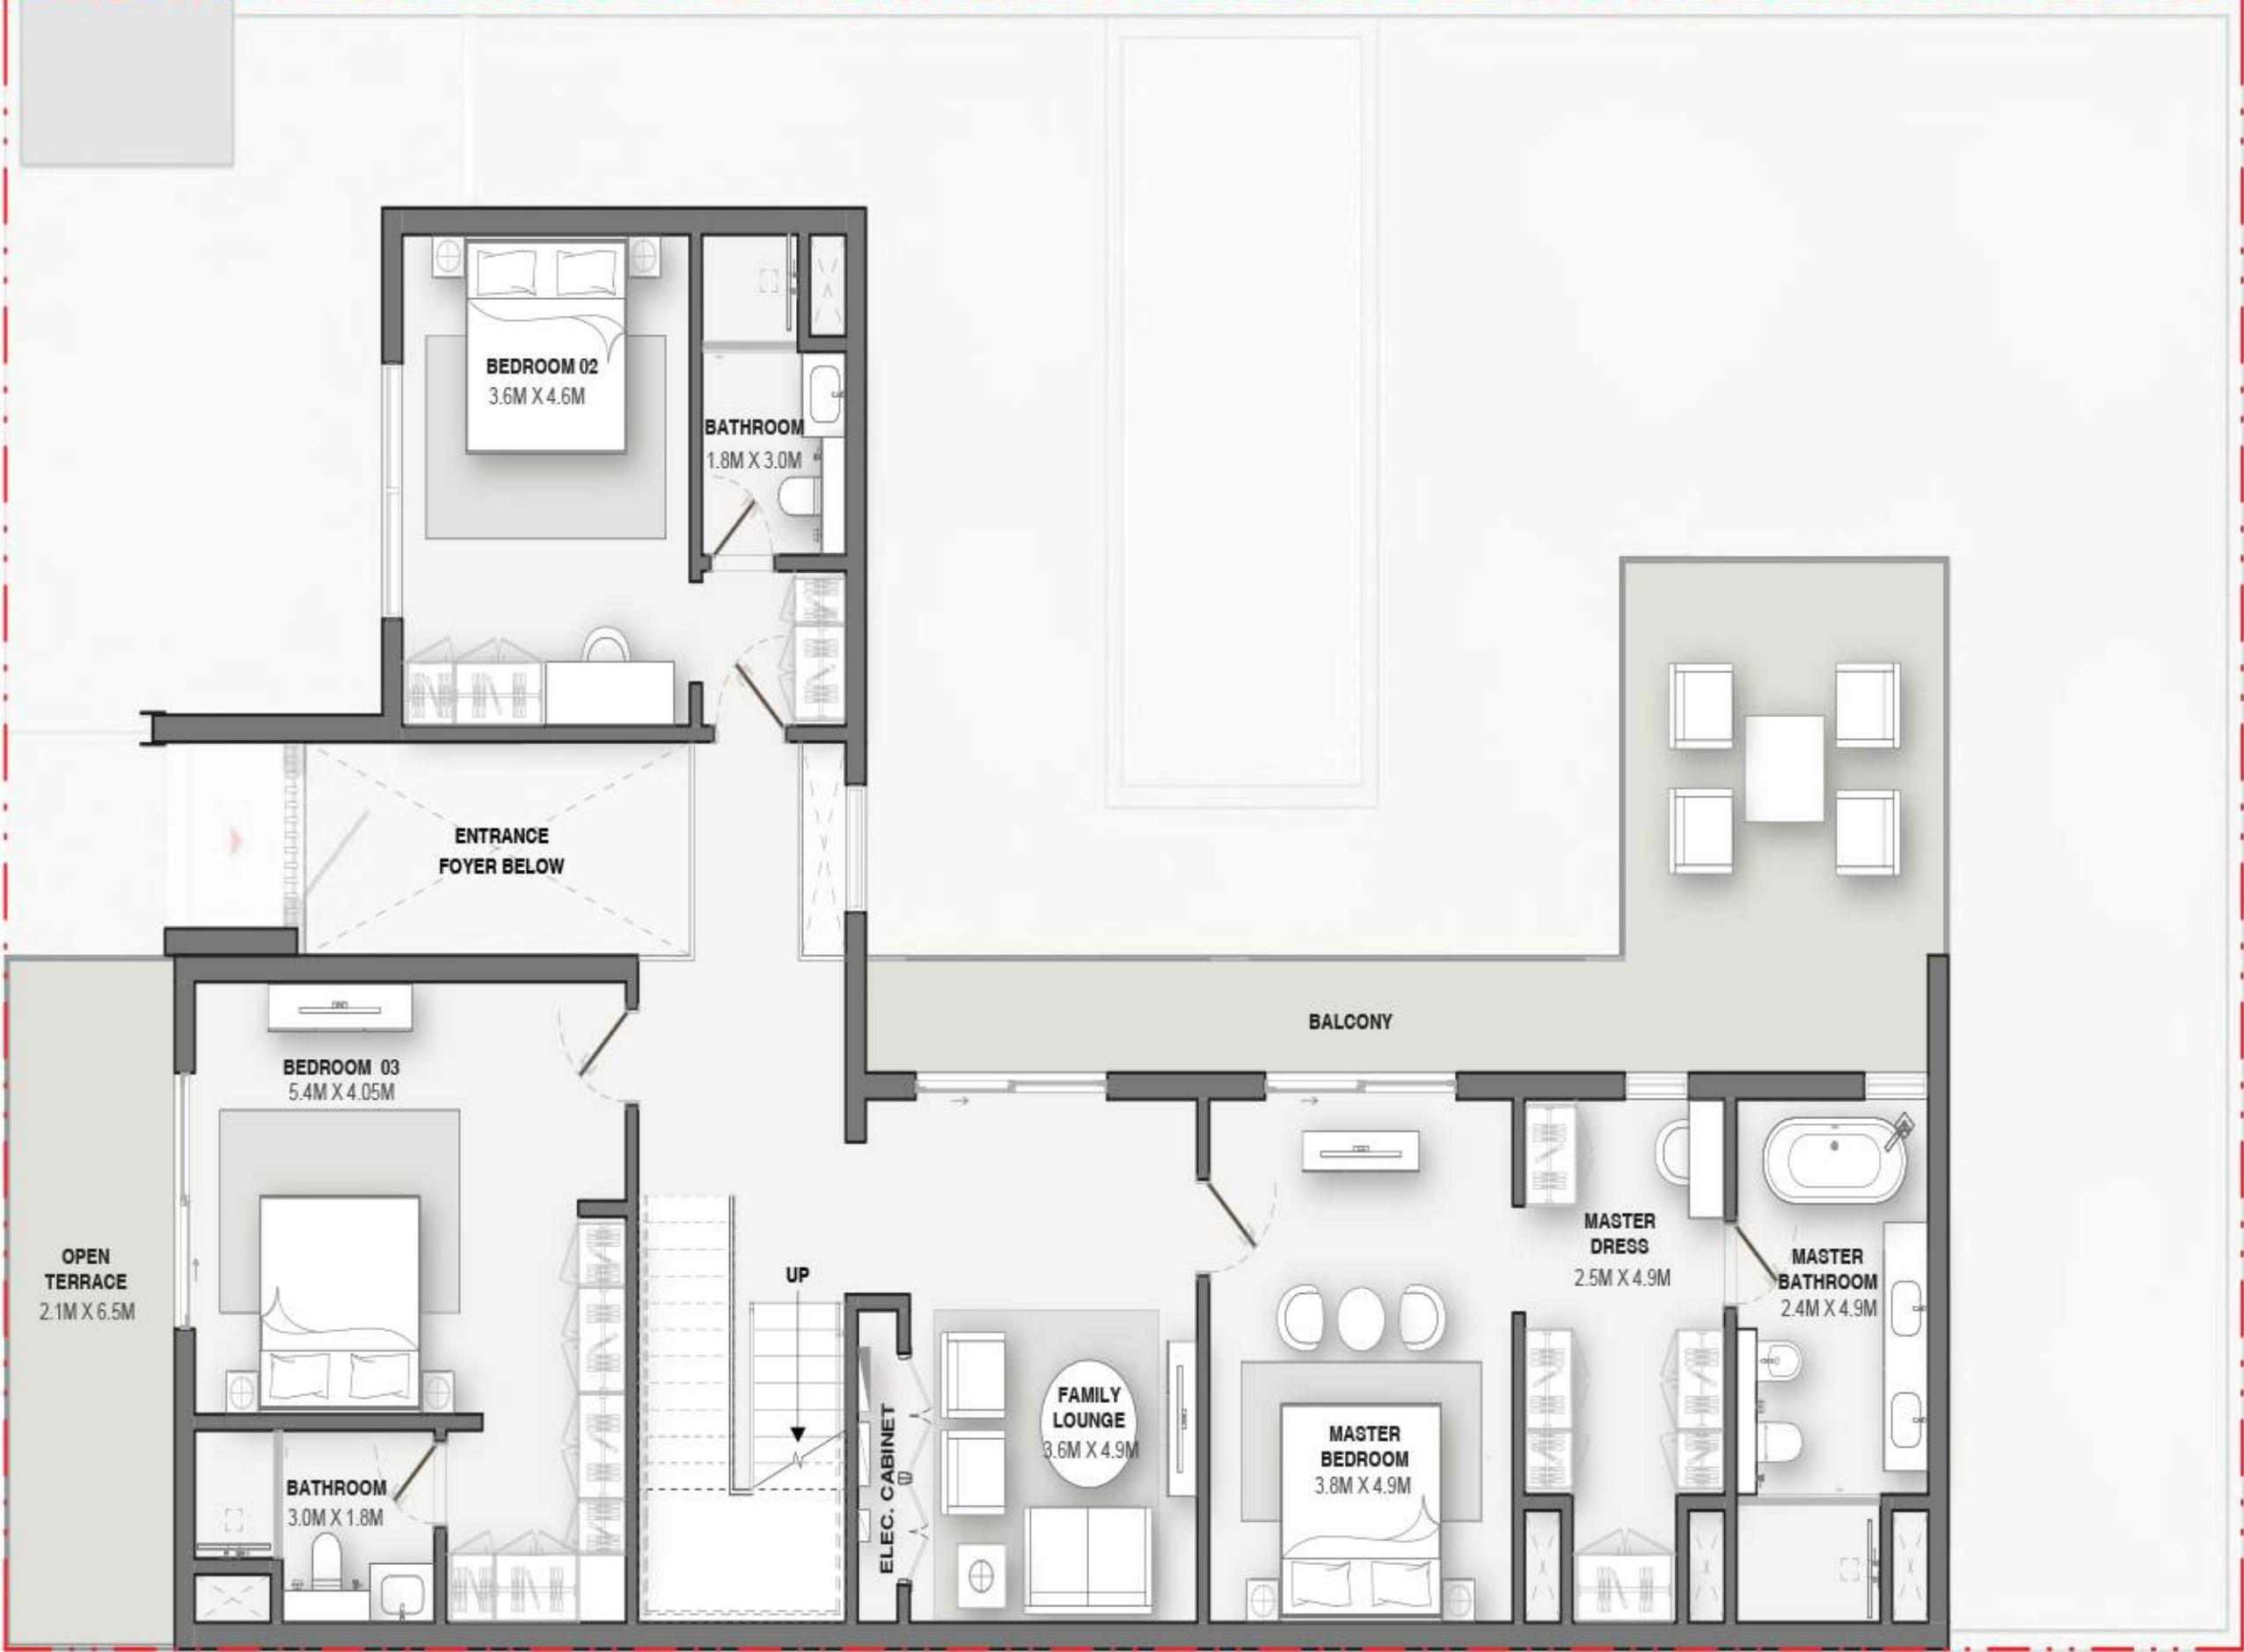 BEDROOM 02
3.6M X 4.6M
BATHROOM
1.8M X 3.0M
ENTRANCE
FOYER BELOW
BALCONY
BEDROOM 03
5.4M X 4.05M
OPEN
TERRACE
2.1M X 6.5M
UP
MASTER
DRESS
2.5M X 4.9M
MASTER
BATHROOM
2.4M X 4.9M
FAMILY
LOUNGE
3.6M X 4.9M
MASTER
BEDROOM
3.8M X 4.9M
ELEC. CABINET
BATHROOM
3.0M X 1.8M